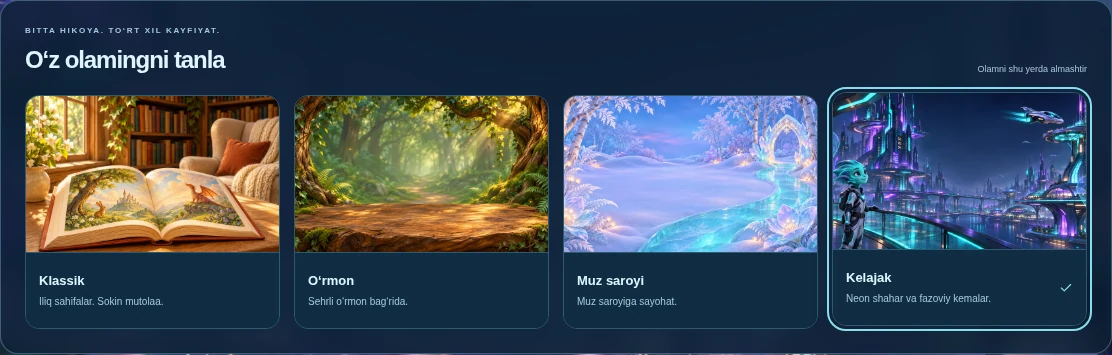 BITTA HIKOYA. TO‘RT XIL KAYFIYAT.
O‘z olamingni tanla
Olamni shu yerda almashtir
Klassik
Iliq sahifalar. Sokin mutolaa.
O‘rmon
Sehrli o‘rmon bag‘rida.
Muz saroyi
Muz saroyiga sayohat.
Kelajak
Neon shahar va fazoviy kemalar.